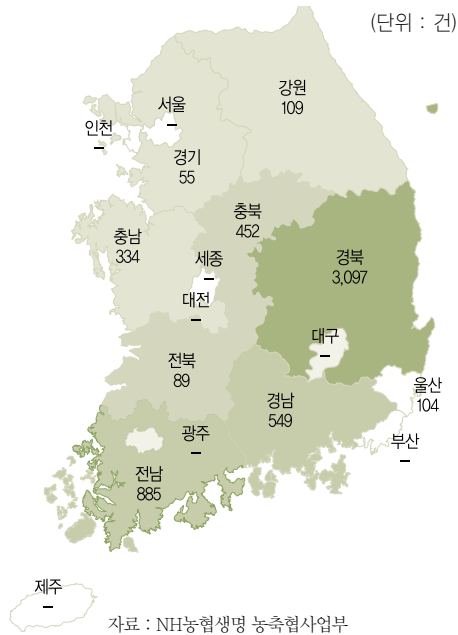 (단위 : 건)
강원
109
서울
–
인천
–
경기
55
충북
452
충남
334
세종
–
경북
3,097
대전
–
대구
–
전북
89
울산
104
경남
549
광주
–
부산
–
전남
885
제주
–
자료 : NH농협생명 농축협사업부